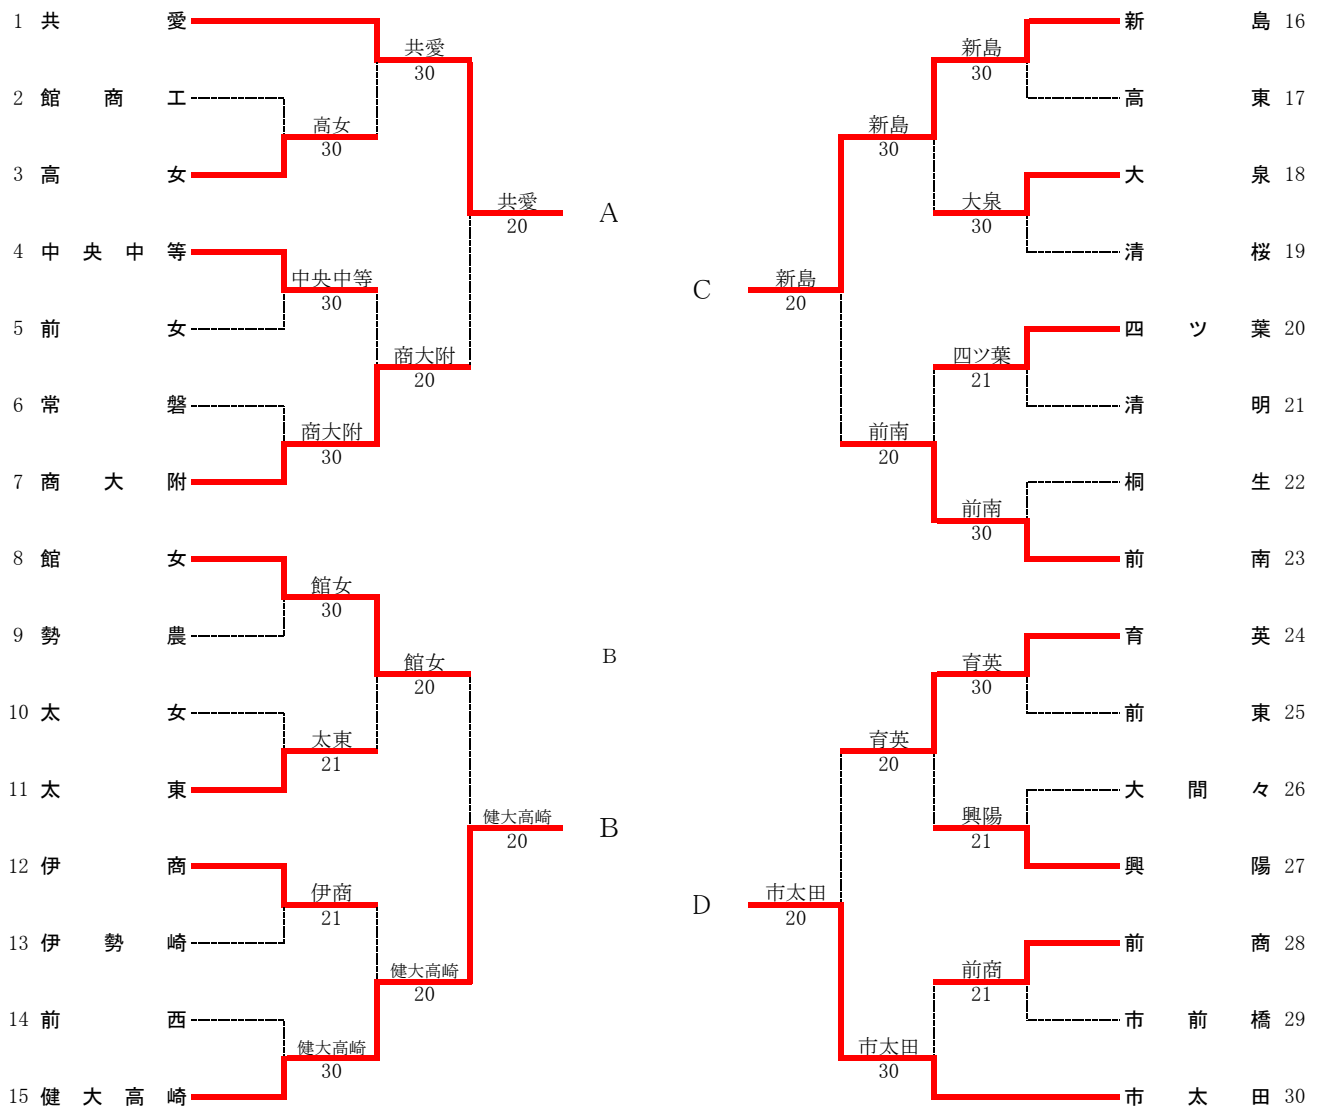 1 共愛
2 館商工
3 高女
4 中央中等
5 前女
6 常磐
7 商大附
8 館女
9 勢農
10 太女
11 太東
12 伊商
13 伊勢崎
14 前西
15 健大高崎
高女
30
中央中等
30
商大附
30
館女
30
太東
21
伊商
21
健大高崎
30
共愛
30
商大附
20
館女
20
健大高崎
20
共愛
20
健大高崎
20
A
B
B
C
D
新島
20
市太田
20
新島
30
前南
20
育英
20
市太田
30
新島
30
大泉
30
四ツ葉
21
前南
30
育英
30
興陽
21
前商
21
新島 16
高東 17
大泉 18
清桜 19
四ツ葉 20
清明 21
桐生 22
前南 23
育英 24
前東 25
大間々 26
興陽 27
前商 28
市前橋 29
市太田 30